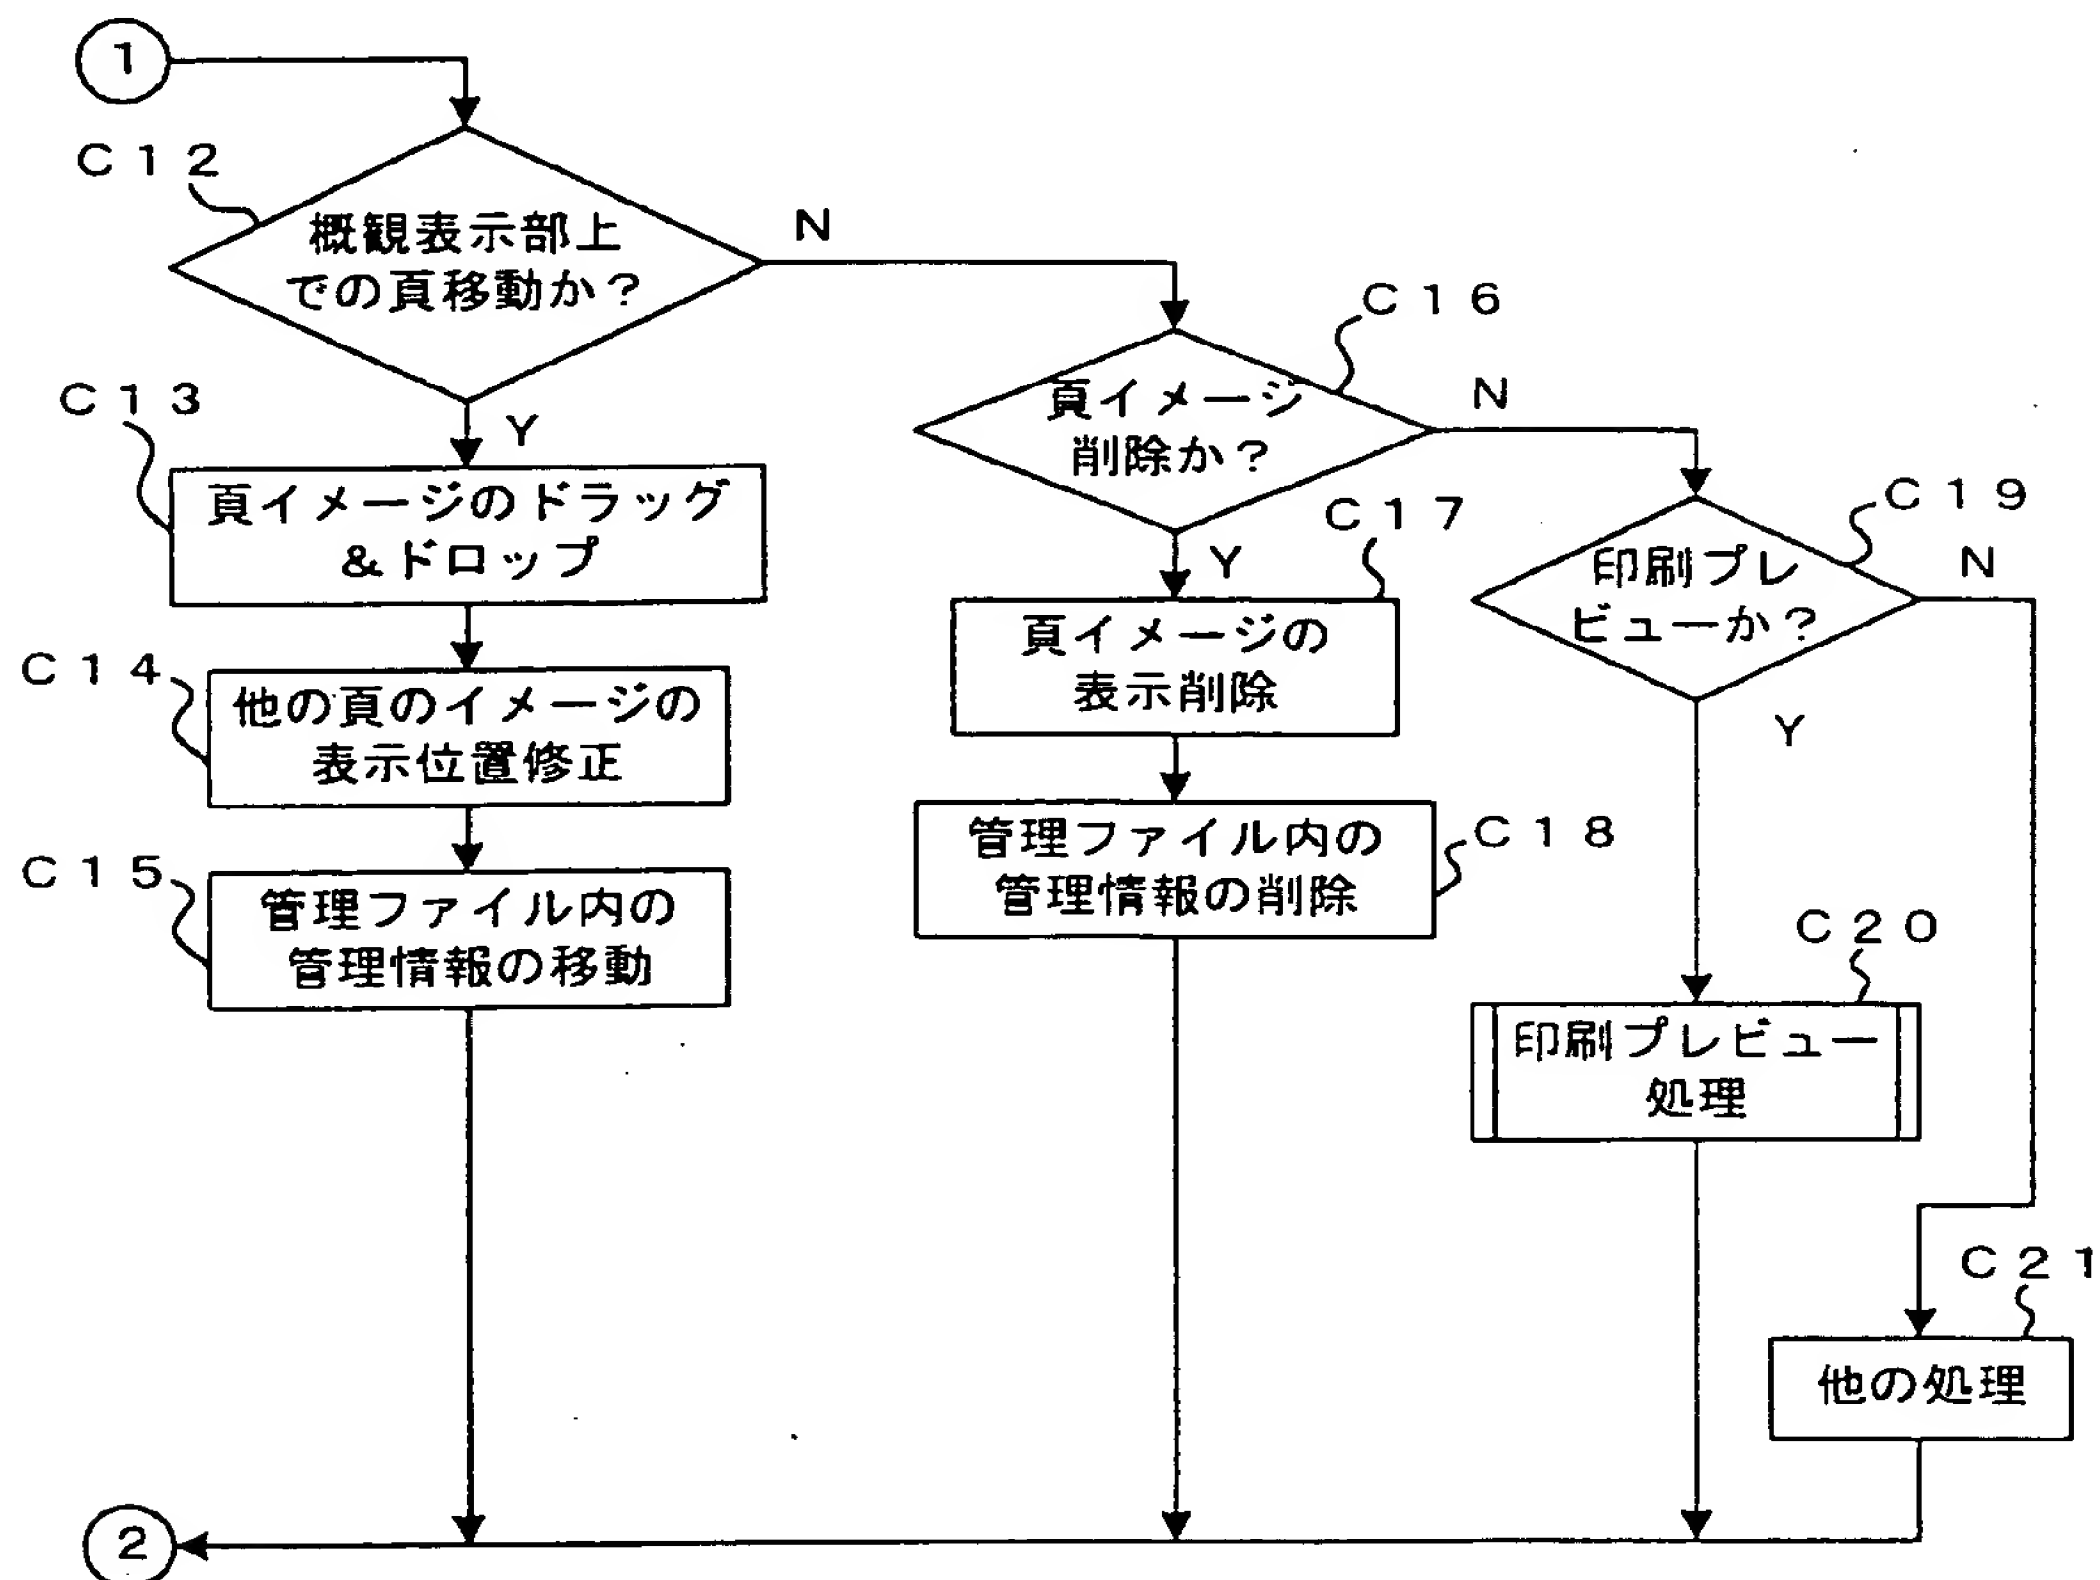 1
C12
概観表示部上
での頁移動か?
N
Y
C13
頁イメージのドラッグ
&ドロップ
C14
他の頁のイメージの
表示位置修正
C15
管理ファイル内の
管理情報の移動
C16
頁イメージ
削除か?
N
Y
C17
頁イメージの
表示削除
C18
管理ファイル内の
管理情報の削除
C19
印刷プレ
ビューか?
N
Y
C20
印刷プレビュー
処理
C21
他の処理
2